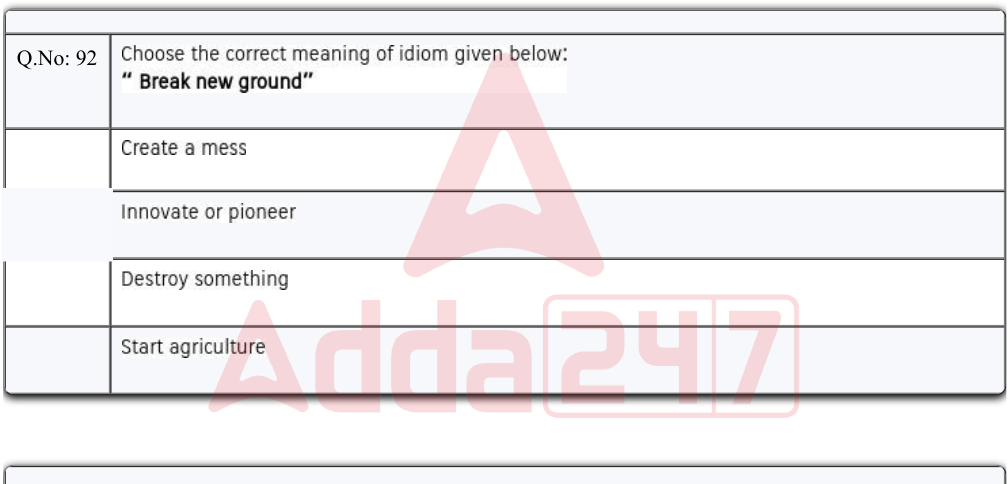 Q.No: 92
Choose the correct meaning of idiom given below:
“ Break new ground”
Create a mess
Innovate or pioneer
Destroy something
Start agriculture
Adda247